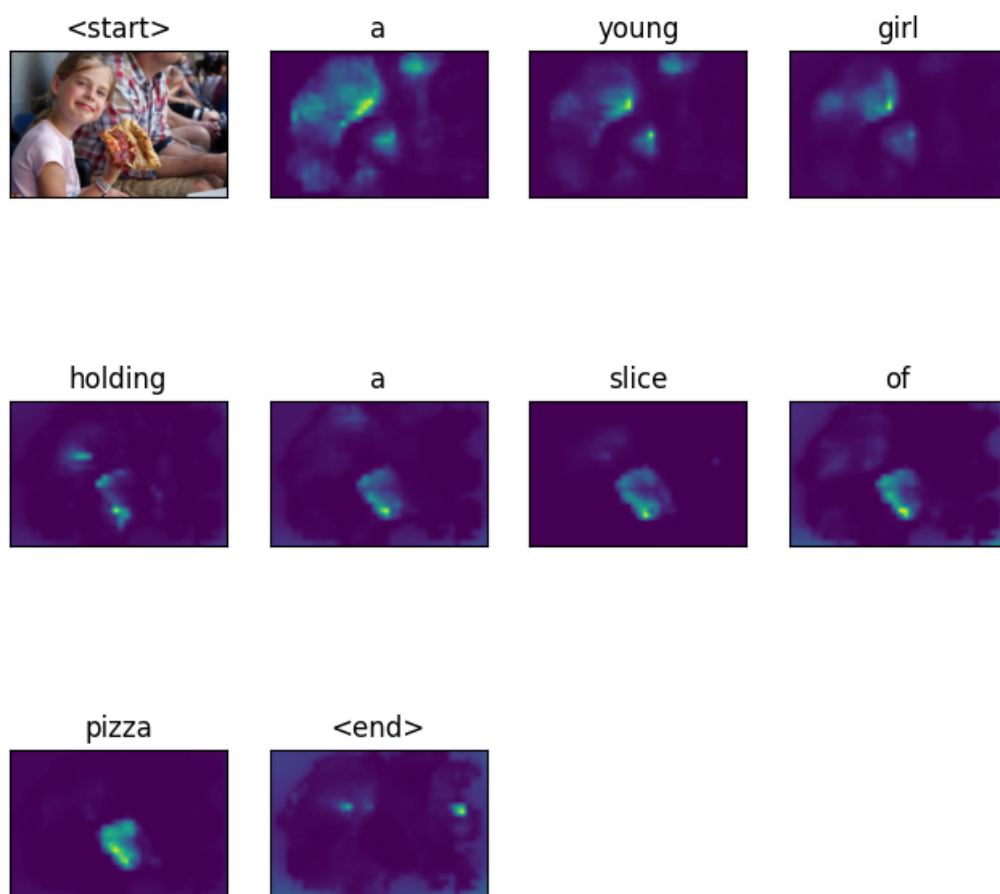 <start> a young girl
holding a slice of
pizza <end>